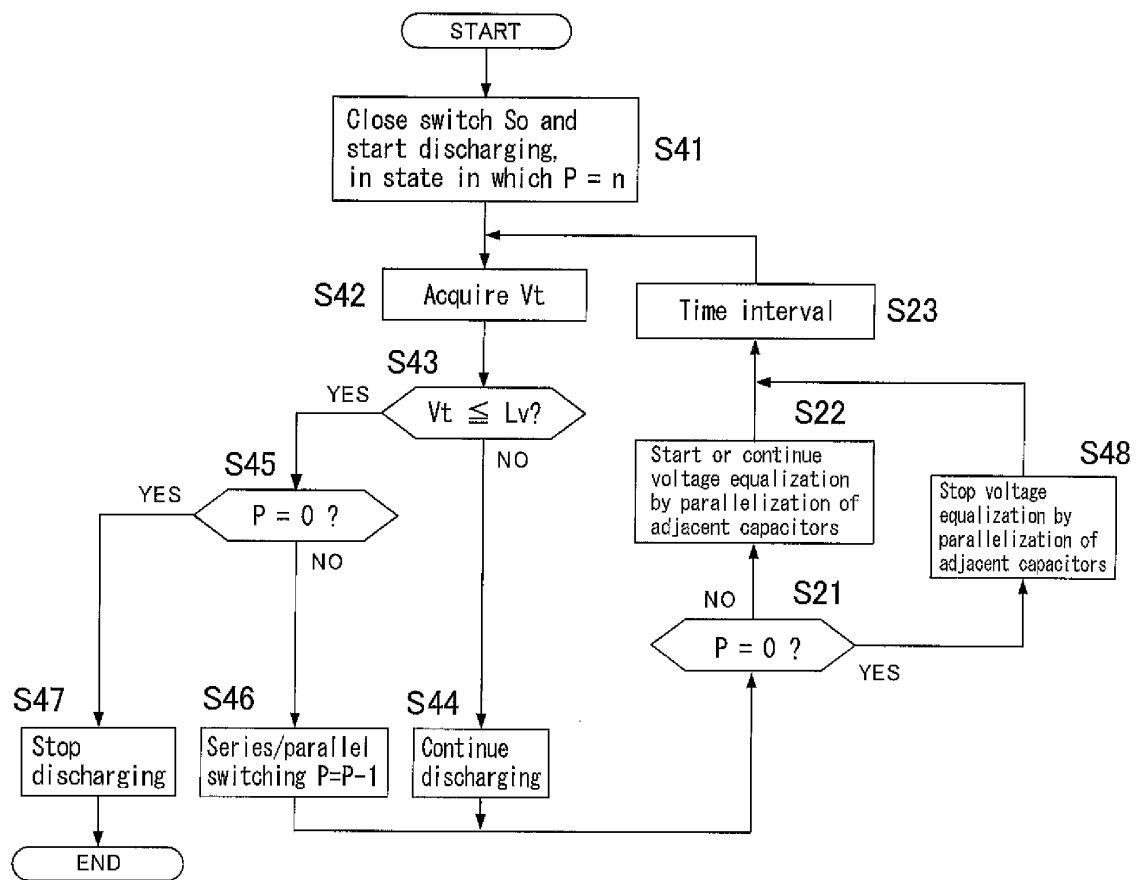 START
Close switch So and
start discharging,
in state in which P = n
S41
S42
Acquire Vt
Time interval
S23
S43
YES
Vt ≦ Lv?
NO
S22
Start or continue
voltage equalization
by parallelization of
adjacent capacitors
S48
Stop voltage
equalization by
parallelization of
adjacent capacitors
S45
YES
P = 0 ?
NO
NO
S21
P = 0 ?
YES
S47
Stop
discharging
S46
Series/parallel
switching P=P-1
S44
Continue
discharging
END